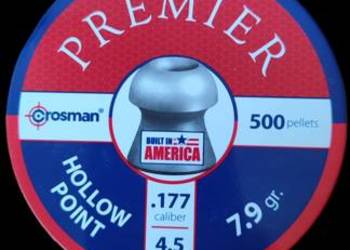 PREMIER
crosman®
500 pellets
BUILT IN
AMERICA
HOLLOW
POINT
.177
caliber
7.9 gr.
4.5